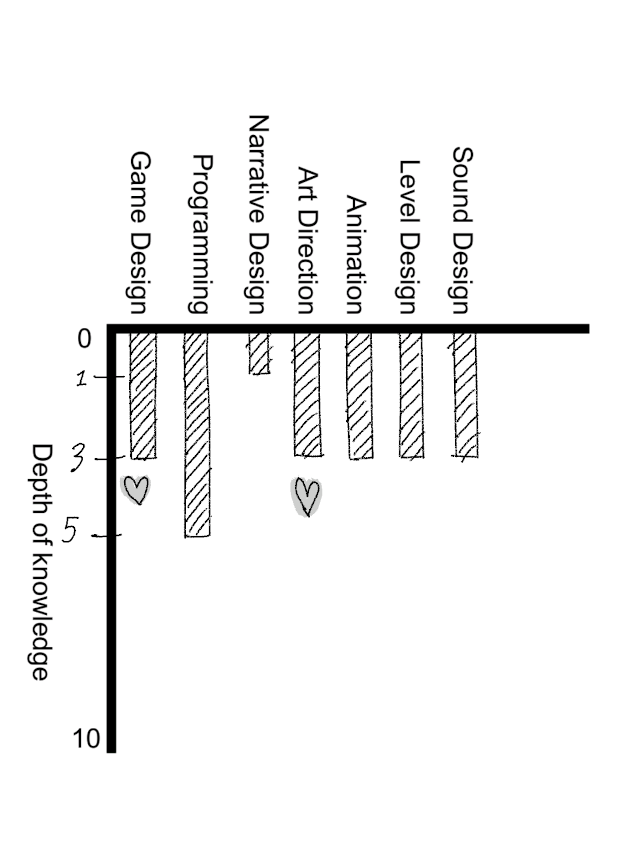 Game Design
Programming
Narrative Design
Art Direction
Animation
Level Design
Sound Design
0
1
3
5
10
Depth of knowledge